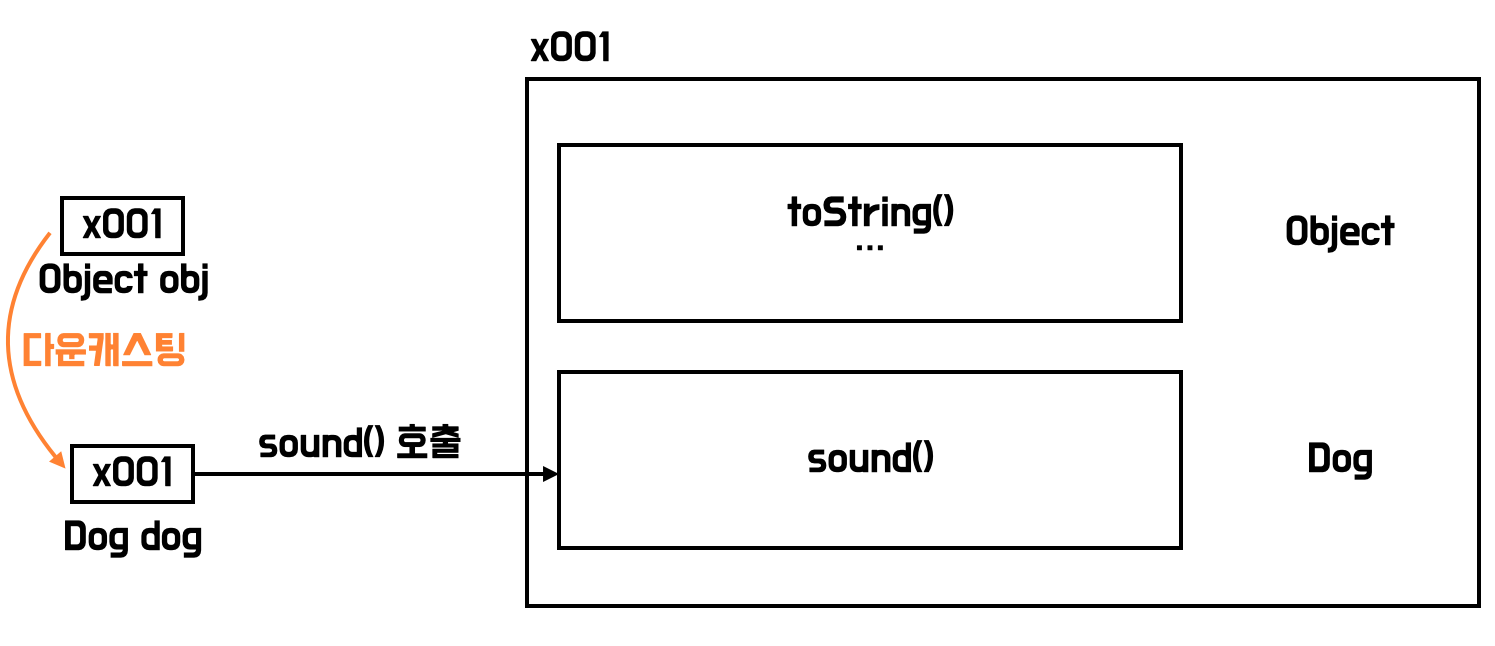 x001
toString()
...
Object
x001
Object obj
다운캐스팅
sound() 호출
sound()
Dog
x001
Dog dog